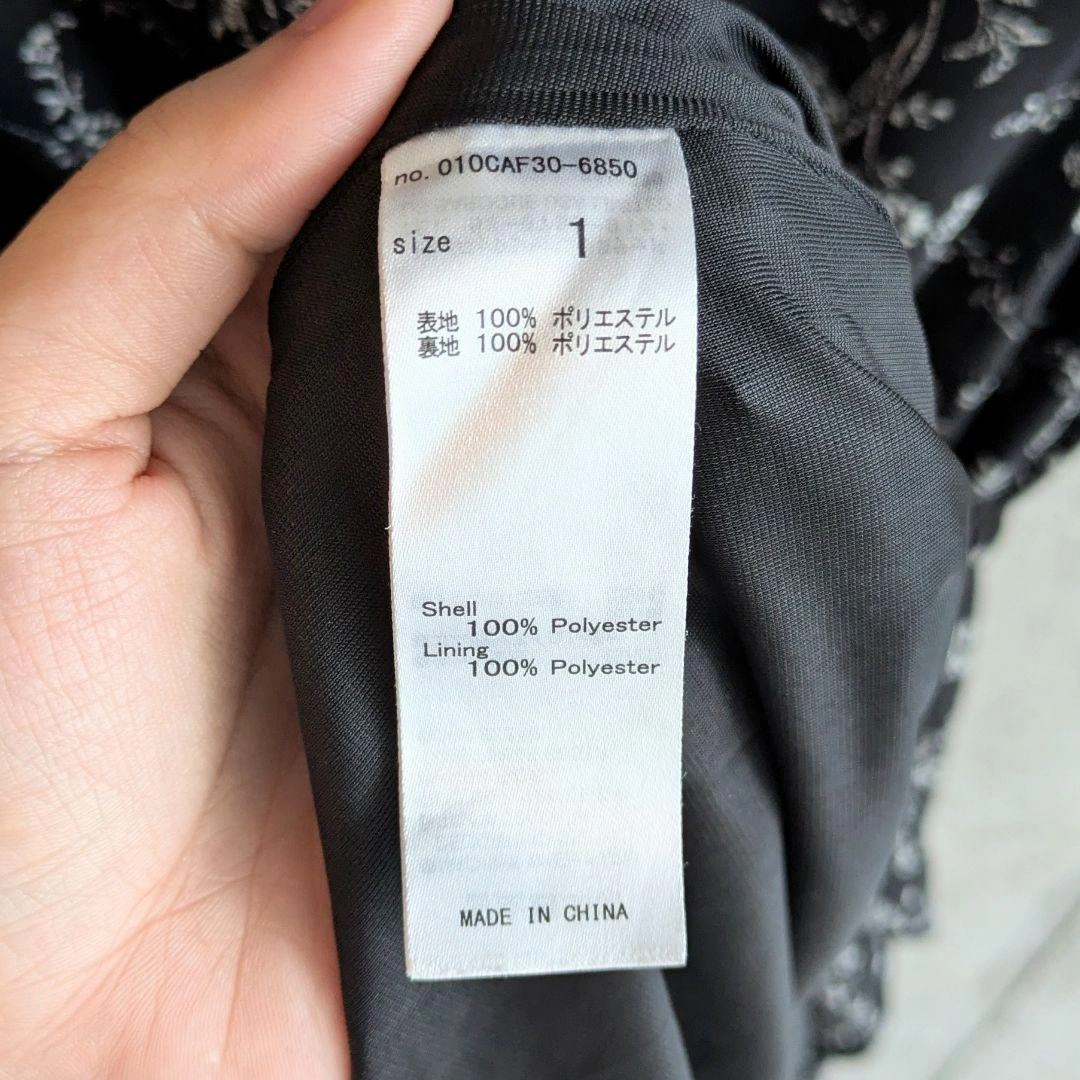 no. 010CAF30-6850
size 1
表地 100% ポリエステル
裏地 100% ポリエステル
Shell
100% Polyester
Lining
100% Polyester
MADE IN CHINA